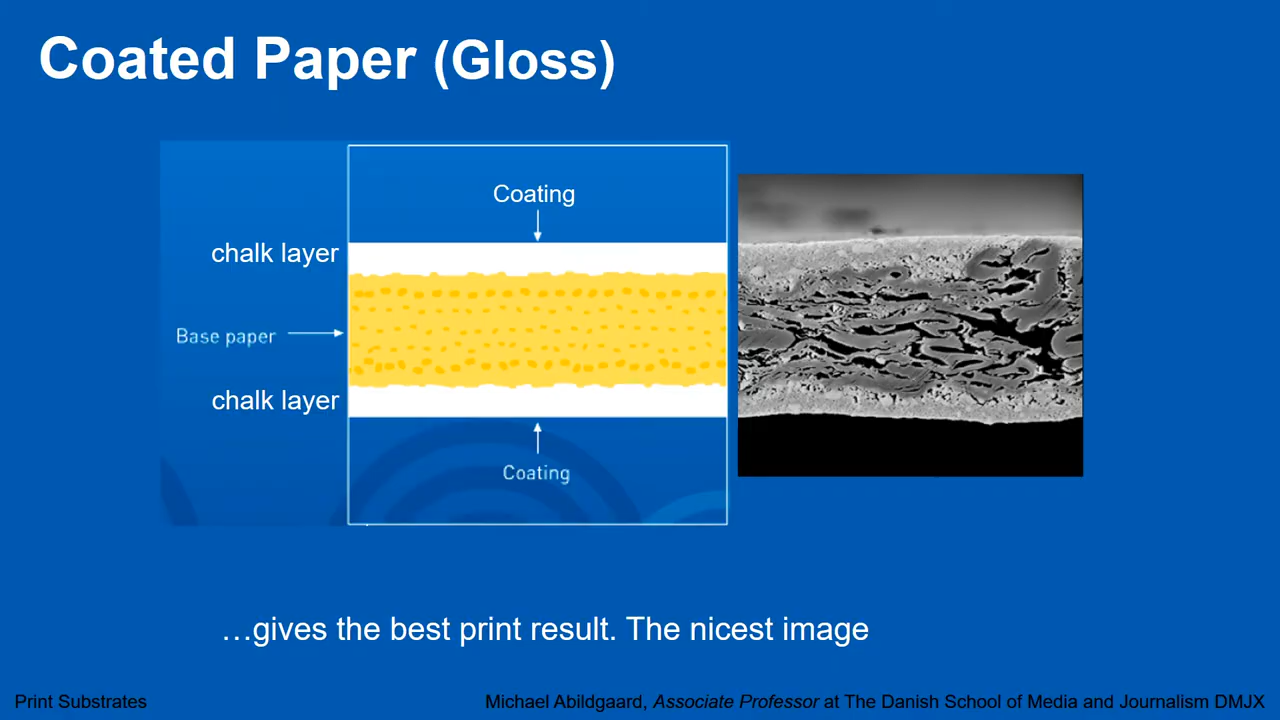 Coated Paper (Gloss)
Coating
chalk layer
Base paper
chalk layer
Coating
…gives the best print result. The nicest image
Print Substrates
Michael Abildgaard, Associate Professor at The Danish School of Media and Journalism DMJX